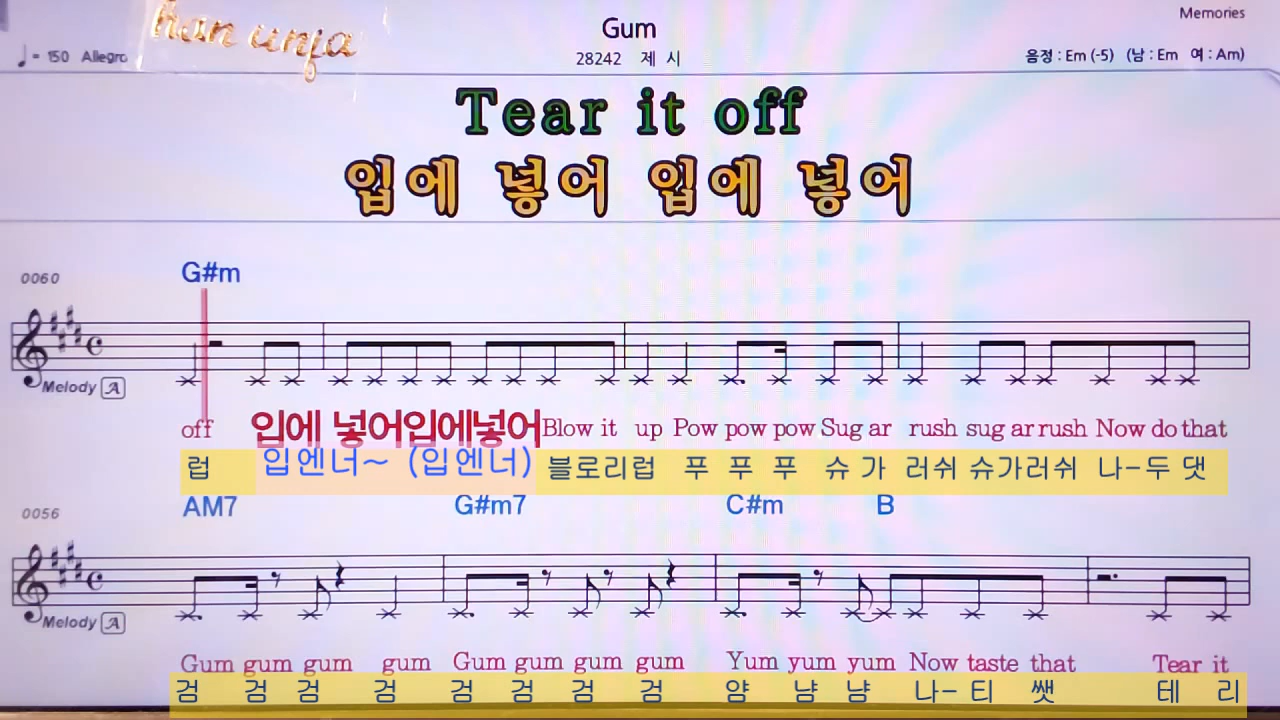 Memories
han unja
Gum
♩= 150 Allegro
28242 제 시
음정 : Em (-5) (남 : Em 여 : Am)
Tear it off
입에 넣어 입에 넣어
0060
G#m
Melody A
off 입에 넣어입에넣어Blow it up Pow pow pow Sug ar rush sug ar rush Now do that
럽 입엔너~ (입엔너) 블로리럽 푸 푸 푸 슈 가 러쉬 슈가러쉬 나-두 댓
0056
AM7 G#m7 C#m B
Melody A
Gum gum gum gum Gum gum gum gum Yum yum yum Now taste that Tear it
검 검 검 검 검 검 검 검 얌 냠 냠 나- 티 쌧 테 리